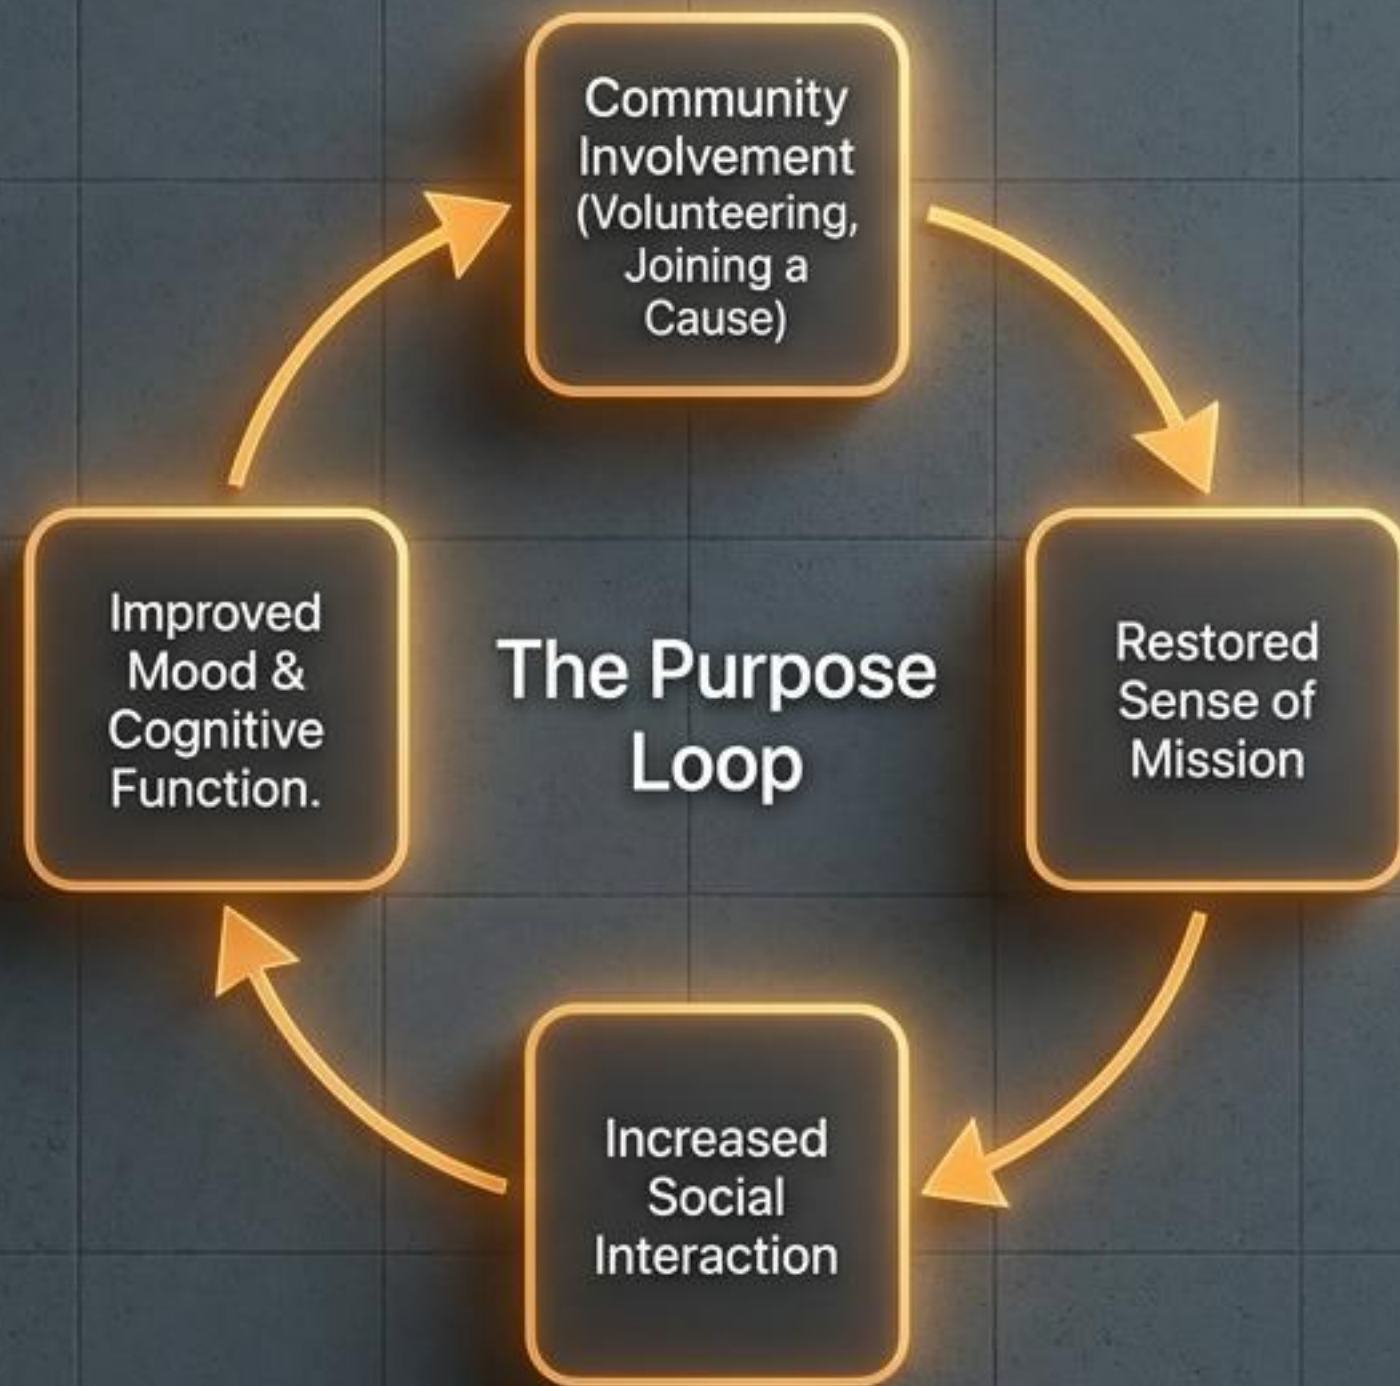 Community
Involvement
(Volunteering,
Joining a
Cause)
Improved
Mood &
Cognitive
Function.
The Purpose
Loop
Restored
Sense of
Mission
Increased
Social
Interaction